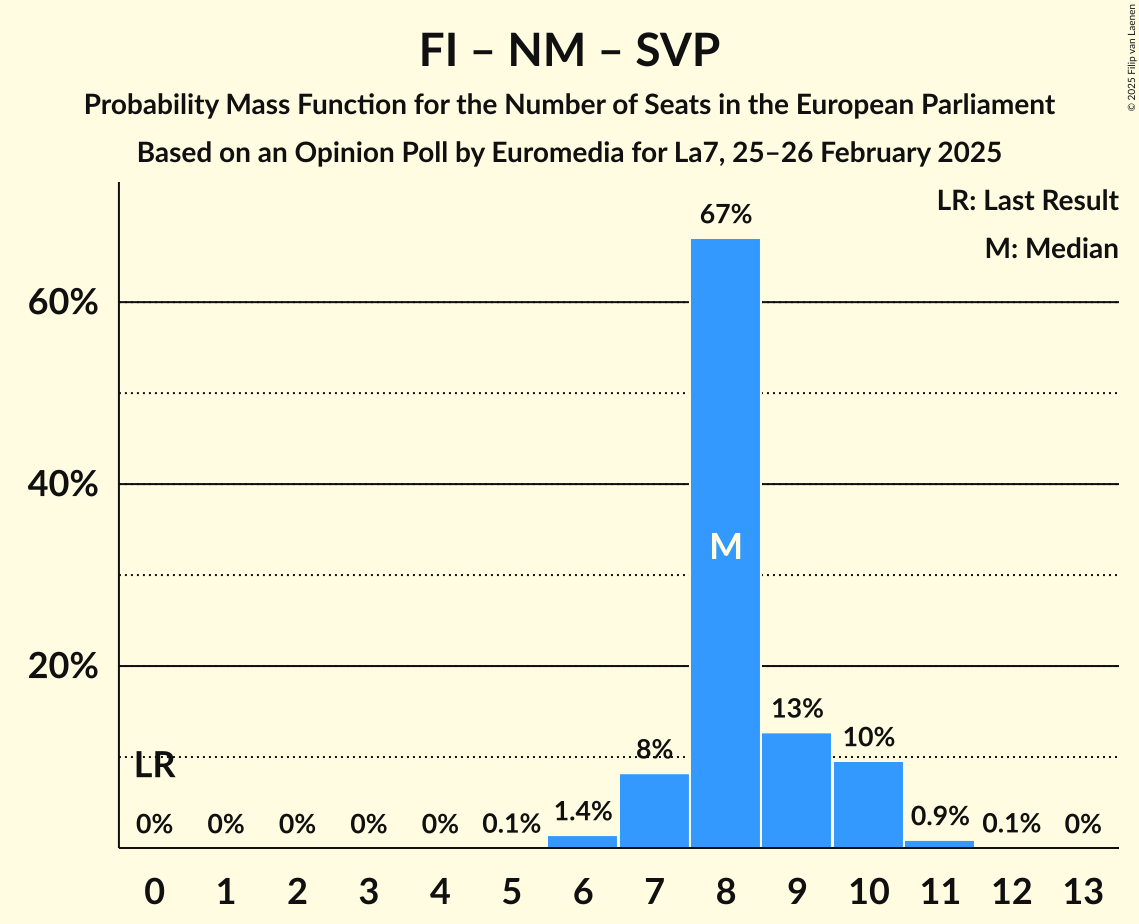 FI – NM – SVP
Probability Mass Function for the Number of Seats in the European Parliament
Based on an Opinion Poll by Euromedia for La7, 25–26 February 2025
© 2025 Filip van Laenen
LR: Last Result
M: Median
60%
40%
20%
67%
M
13%
10%
8%
LR
0% 0% 0% 0% 0% 0.1% 1.4% 0.9% 0.1% 0%
0 1 2 3 4 5 6 7 8 9 10 11 12 13